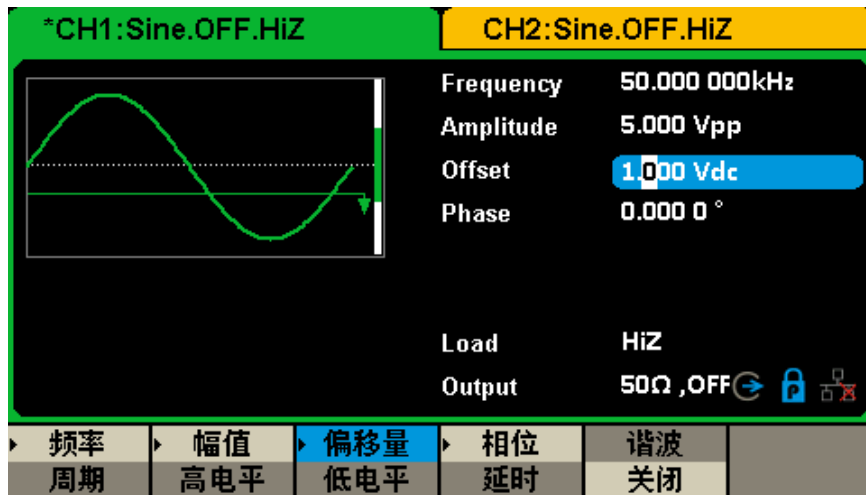 *CH1:Sine.OFF.HiZ CH2:Sine.OFF.HiZ
Frequency 50.000 000kHz
Amplitude 5.000 Vpp
Offset 1.000 Vdc
Phase 0.000 0 °
Load HiZ
Output 50Ω ,OFF P
频率 幅值 偏移量 相位 谐波
周期 高电平 低电平 延时 关闭